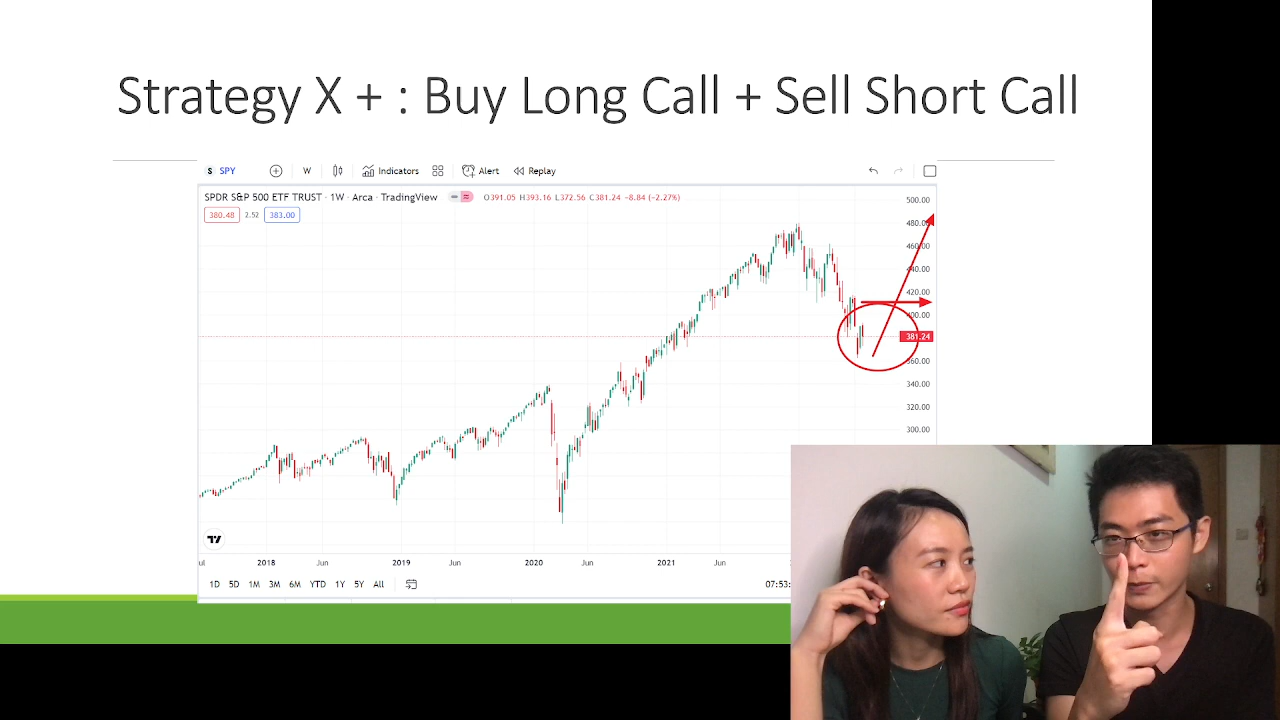 Strategy X + : Buy Long Call + Sell Short Call
S SPY W Indicators Alert Replay
SPDR S&P 500 ETF TRUST · 1W · Arca · TradingView O391.05 H393.16 L372.56 C381.24 -8.84 (-2.27%)
380.48 2.52 383.00
500.00
480.00
460.00
440.00
420.00
400.00
381.24
360.00
340.00
320.00
300.00
2018 Jun 2019 Jun 2020 Jun 2021 Jun
1D 5D 1M 3M 6M YTD 1Y 5Y All 07:53: